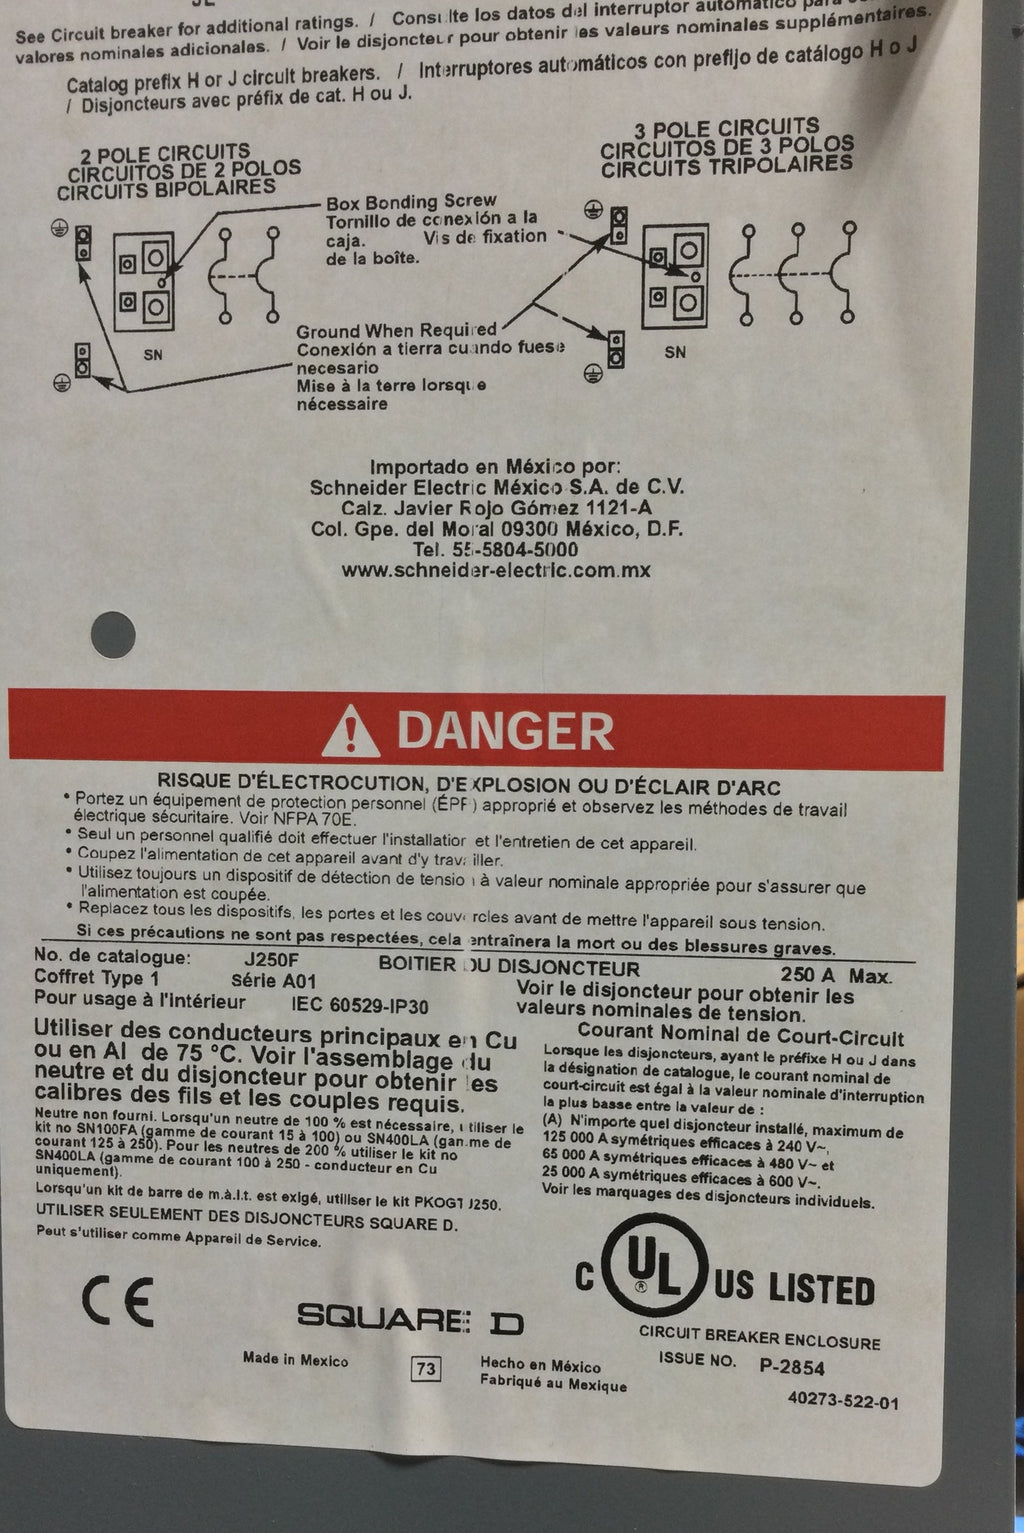 See Circuit breaker for additional ratings. / Consulte los datos del interruptor automático para
valores nominales adicionales. / Voir le disjoncteur pour obtenir les valeurs nominales supplémentaires.
Catalog prefix H or J circuit breakers. / Interruptores automáticos con prefijo de catálogo H o J
/ Disjoncteurs avec préfix de cat. H ou J.
2 POLE CIRCUITS
CIRCUITOS DE 2 POLOS
CIRCUITS BIPOLAIRES
3 POLE CIRCUITS
CIRCUITOS DE 3 POLOS
CIRCUITS TRIPOLAIRES
Box Bonding Screw
Tornillo de conexión a la
caja. Vis de fixation
de la boîte.
Ground When Required
Conexión a tierra cuando fuese
necesario
Mise à la terre lorsque
nécessaire
SN
SN
Importado en México por:
Schneider Electric México S.A. de C.V.
Calz. Javier Rojo Gómez 1121-A
Col. Gpe. del Moral 09300 México, D.F.
Tel. 55-5804-5000
www.schneider-electric.com.mx
DANGER
RISQUE D'ÉLECTROCUTION, D'EXPLOSION OU D'ÉCLAIR D'ARC
• Portez un équipement de protection personnel (ÉPP) approprié et observez les méthodes de travail
électrique sécuritaire. Voir NFPA 70E.
• Seul un personnel qualifié doit effectuer l'installation et l'entretien de cet appareil.
• Coupez l'alimentation de cet appareil avant d'y travailler.
• Utilisez toujours un dispositif de détection de tension à valeur nominale appropriée pour s'assurer que
l'alimentation est coupée.
• Replacez tous les dispositifs, les portes et les couvercles avant de mettre l'appareil sous tension.
Si ces précautions ne sont pas respectées, cela entraînera la mort ou des blessures graves.
No. de catalogue: J250F BOITIER DU DISJONCTEUR 250 A Max.
Coffret Type 1 Série A01
Pour usage à l'intérieur IEC 60529-IP30
Voir le disjoncteur pour obtenir les
valeurs nominales de tension.
Utiliser des conducteurs principaux en Cu
ou en Al de 75 °C. Voir l'assemblage du
neutre et du disjoncteur pour obtenir les
calibres des fils et les couples requis.
Neutre non fourni. Lorsqu'un neutre de 100 % est nécessaire, utiliser le
kit no SN100FA (gamme de courant 15 à 100) ou SN400LA (gamme de
courant 125 à 250). Pour les neutres de 200 % utiliser le kit no
SN400LA (gamme de courant 100 à 250 - conducteur en Cu
uniquement).
Lorsqu'un kit de barre de m.à.l.t. est exigé, utiliser le kit PKOGTJ250.
UTILISER SEULEMENT DES DISJONCTEURS SQUARE D.
Peut s'utiliser comme Appareil de Service.
Courant Nominal de Court-Circuit
Lorsque les disjoncteurs, ayant le préfixe H ou J dans
la désignation de catalogue, le courant nominal de
court-circuit est égal à la valeur nominale d'interruption
la plus basse entre la valeur de :
(A) N'importe quel disjoncteur installé, maximum de
125 000 A symétriques efficaces à 240 V~,
65 000 A symétriques efficaces à 480 V~ et
25 000 A symétriques efficaces à 600 V~.
Voir les marquages des disjoncteurs individuels.
CE
SQUARE D
C UL ® US LISTED
CIRCUIT BREAKER ENCLOSURE
ISSUE NO. P-2854
40273-522-01
Made in Mexico
73
Hecho en México
Fabriqué au Mexique